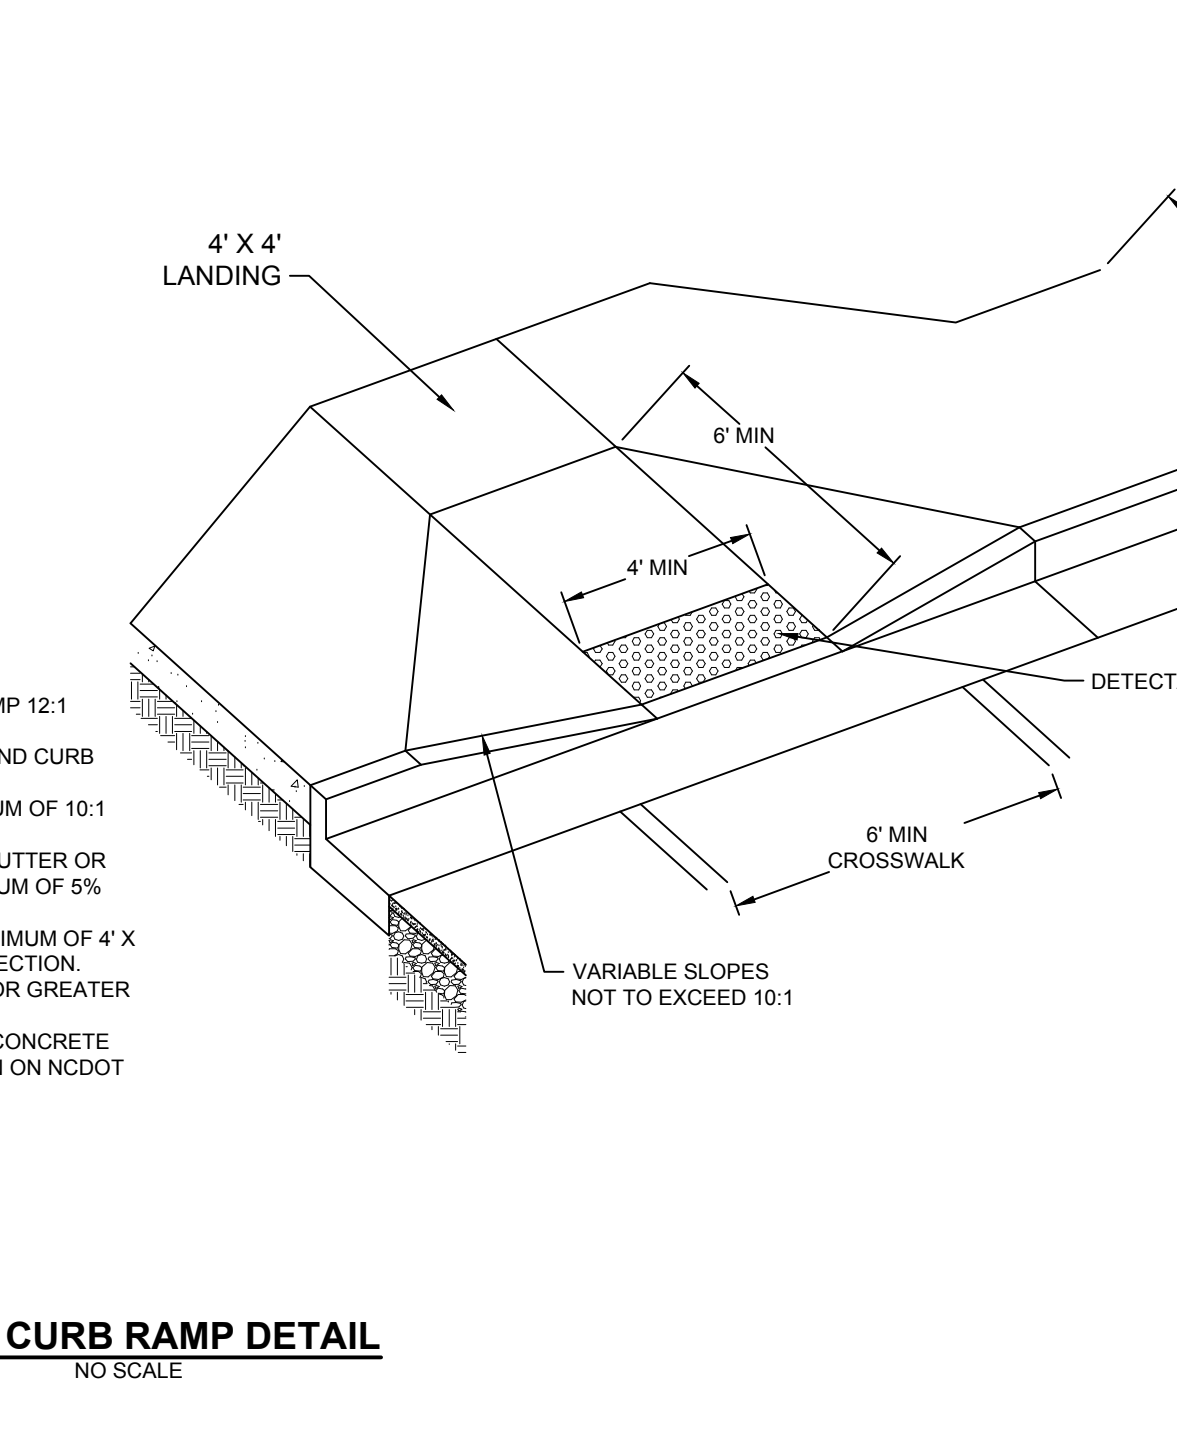 4' X 4'
LANDING
6' MIN
4' MIN
DETECT
6' MIN
CROSSWALK
VARIABLE SLOPES
NOT TO EXCEED 10:1
MP 12:1
ND CURB
UM OF 10:1
UTTER OR
UM OF 5%
IMUM OF 4' X
ECTION.
OR GREATER
CONCRETE
ON NCDOT
CURB RAMP DETAIL
NO SCALE